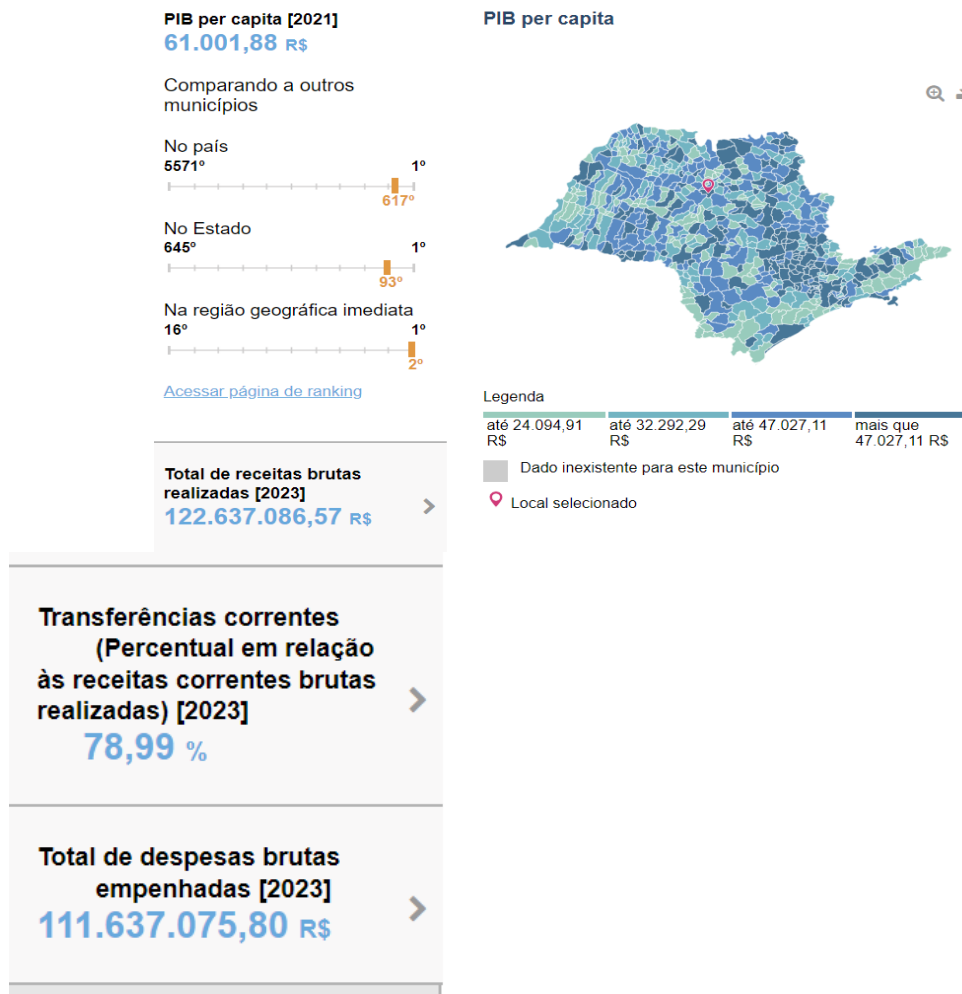 PIB per capita [2021]
61.001,88 R$
Comparando a outros
municípios
No país
5571º 1º
617º
No Estado
645º 1º
93º
Na região geográfica imediata
16º 1º
2º
Acessar página de ranking
Total de receitas brutas
realizadas [2023]
122.637.086,57 R$
PIB per capita
Legenda
até 24.094,91
R$
até 32.292,29
R$
até 47.027,11
R$
mais que
47.027,11 R$
Dado inexistente para este município
Local selecionado
Transferências correntes
(Percentual em relação
às receitas correntes brutas
realizadas) [2023]
78,99 %
Total de despesas brutas
empenhadas [2023]
111.637.075,80 R$